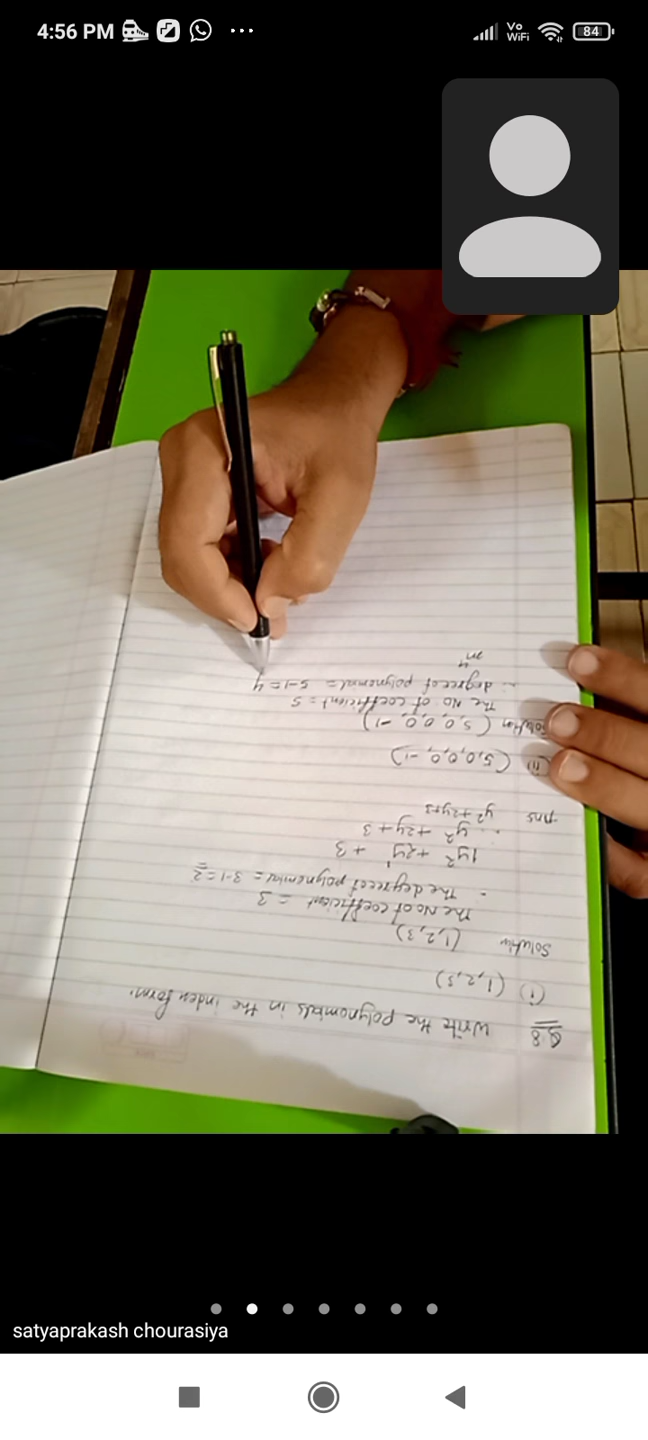 4:56 PM
Vo
WiFi
84
Q.8 Write the polynomials in the index form.
(i) (1,2,3)
Solution (1,2,3)
The No of coefficient = 3
∴ The degree of polynomial = 3-1=2
1y² +2y¹ + 3
∴ y² + 2y + 3
Ans y²+2y+3
(ii) (5,0,0,0,-1)
Solution (5,0,0,0,-1)
The No. of coefficient = 5
∴ degree of polynomial = 5-1=4
m⁴
satyaprakash chourasiya